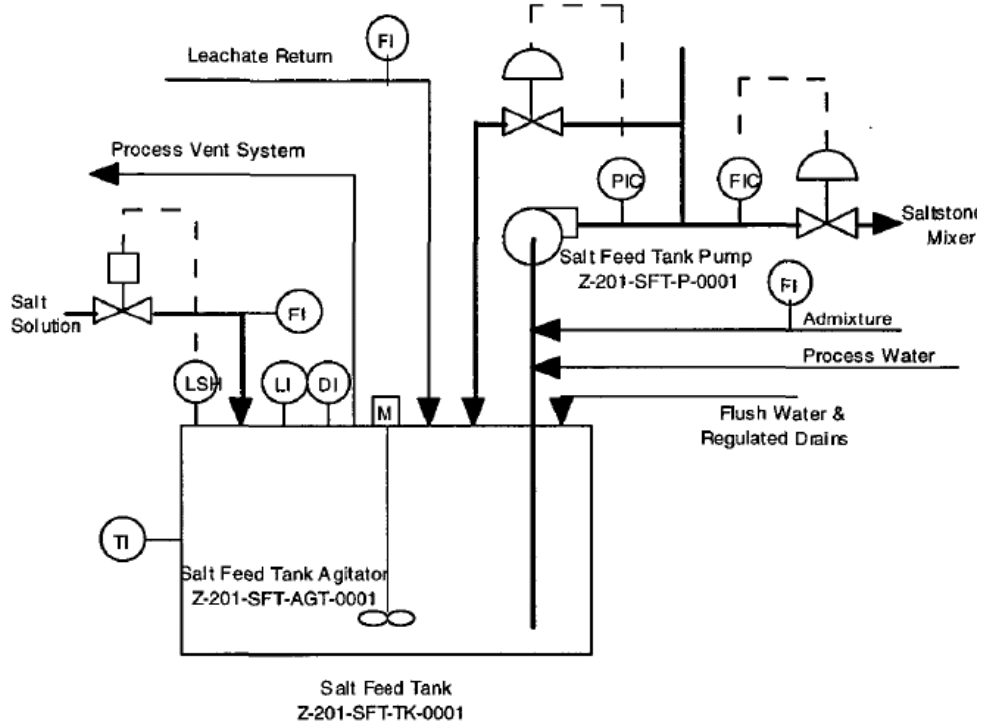 FI
Leachate Return
Process Vent System
PIC
FIC
Saltstone
Mixer
Salt Feed Tank Pump
Z-201-SFT-P-0001
FI
Salt
Solution
FI
Admixture
Process Water
LSH
LI
DI
M
Flush Water &
Regulated Drains
TI
Salt Feed Tank Agitator
Z-201-SFT-AGT-0001
Salt Feed Tank
Z-201-SFT-TK-0001